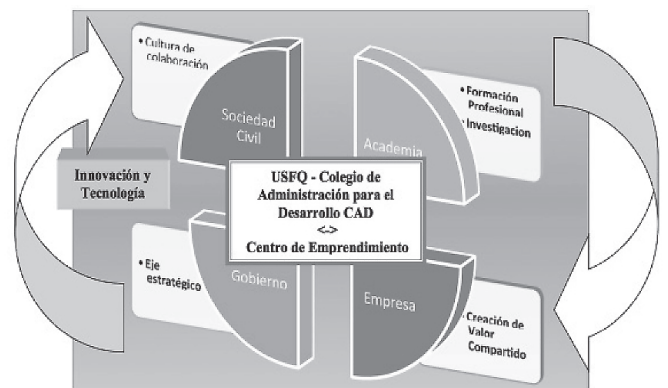 • Cultura de
colaboración
Sociedad
Civil
Academia
• Formación
Profesional
• Investigacion
Innovación y
Tecnología
USFQ - Colegio de
Administración para el
Desarrollo CAD
<->
Centro de Emprendimiento
• Eje
estratégico
Gobierno
Empresa
• Creación de
Valor
Compartido